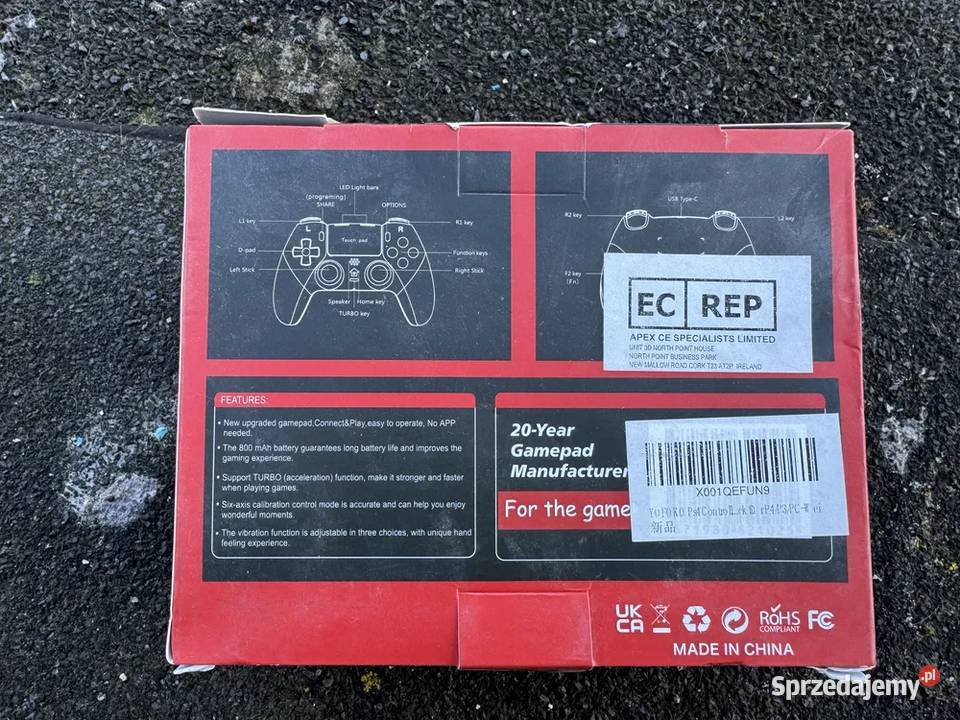 LED Light bars
(programing)
SHARE
OPTIONS
L1 key
R1 key
L
R
Touch pad
D-pad
Function keys
Left Stick
Right Stick
Speaker
Home key
TURBO key
USB Type-C
R2 key
L2 key
F2 key
(Fn)
EC REP
APEX CE SPECIALISTS LIMITED
UNIT 3D NORTH POINT HOUSE
NORTH POINT BUSINESS PARK
NEW MALLOW ROAD CORK T23 AT2P, IRELAND
FEATURES:
• New upgraded gamepad,Connect&Play,easy to operate, No APP
needed.
• The 800 mAh battery guarantees long battery life and improves the
gaming experience.
• Support TURBO (acceleration) function, make it stronger and faster
when playing games.
• Six-axis calibration control mode is accurate and can help you enjoy
wonderful moments.
• The vibration function is adjustable in three choices, with unique hand
feeling experience.
20-Year
Gamepad
Manufacturer
For the game
X001QEFUN9
新品
UK
CA
RoHS
COMPLIANT
FC
MADE IN CHINA
Sprzedajemy.pl